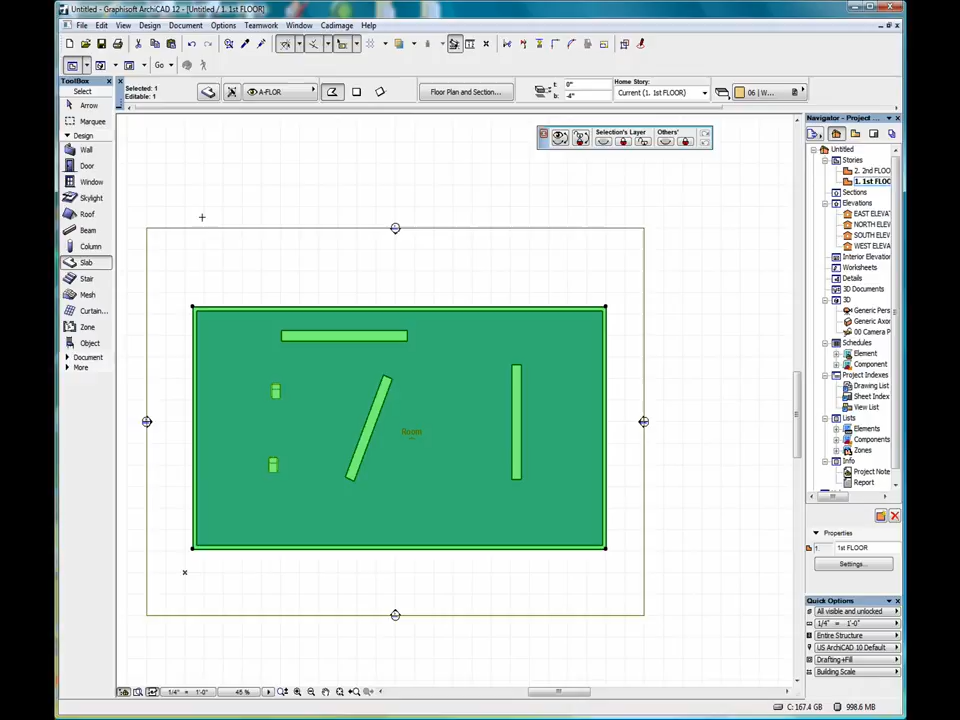 Untitled - Graphisoft ArchiCAD 12 - [Untitled / 1. 1st FLOOR]
File Edit View Design Document Options Teamwork Window Cadimage Help
Go
ToolBox
Select
Arrow
Marquee
Design
Wall
Door
Window
Skylight
Roof
Beam
Column
Slab
Stair
Mesh
Curtain...
Zone
Object
Document
More
Selected: 1
Editable: 1
A-FLOR
Floor Plan and Section...
t: 0"
b: -4"
Home Story:
Current (1. 1st FLOOR)
06 | W...
Selection's Layer
Others'
Room
Navigator - Project ...
Untitled
Stories
2. 2nd FLOO
1. 1st FLOO
Sections
Elevations
EAST ELEVA
NORTH ELEV
SOUTH ELEV
WEST ELEVA
Interior Elevation
Worksheets
Details
3D Documents
3D
Generic Pers
Generic Axon
00 Camera P
Schedules
Element
Component
Project Indexes
Drawing List
Sheet Index
View List
Lists
Elements
Components
Zones
Info
Project Note
Report
Properties
1. 1st FLOOR
Settings...
Quick Options
All visible and unlocked
1/4" = 1'-0"
Entire Structure
US ArchiCAD 10 Default
Drafting+Fill
Building Scale
1/4" = 1'-0"
45 %
C: 167.4 GB
998.6 MB